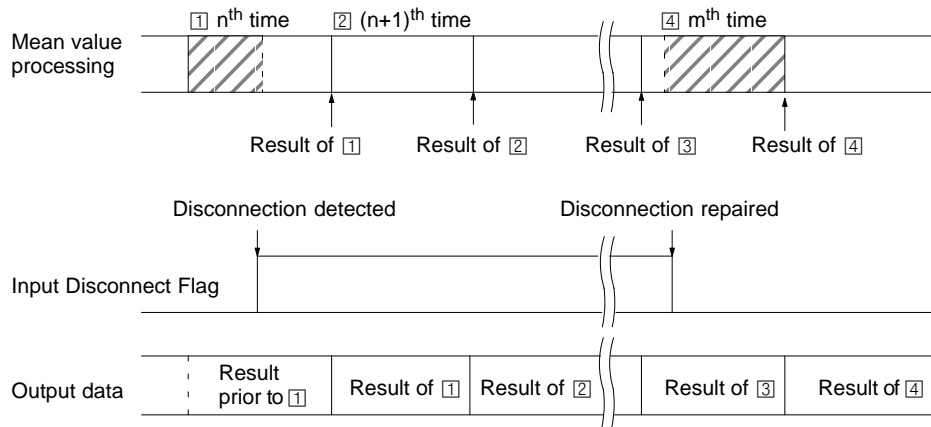 1 nth time 2 (n+1)th time 4 mth time
Mean value
processing
Result of 1 Result of 2 Result of 3 Result of 4
Disconnection detected Disconnection repaired
Input Disconnect Flag
Output data
Result
prior to 1
Result of 1 Result of 2 Result of 3 Result of 4